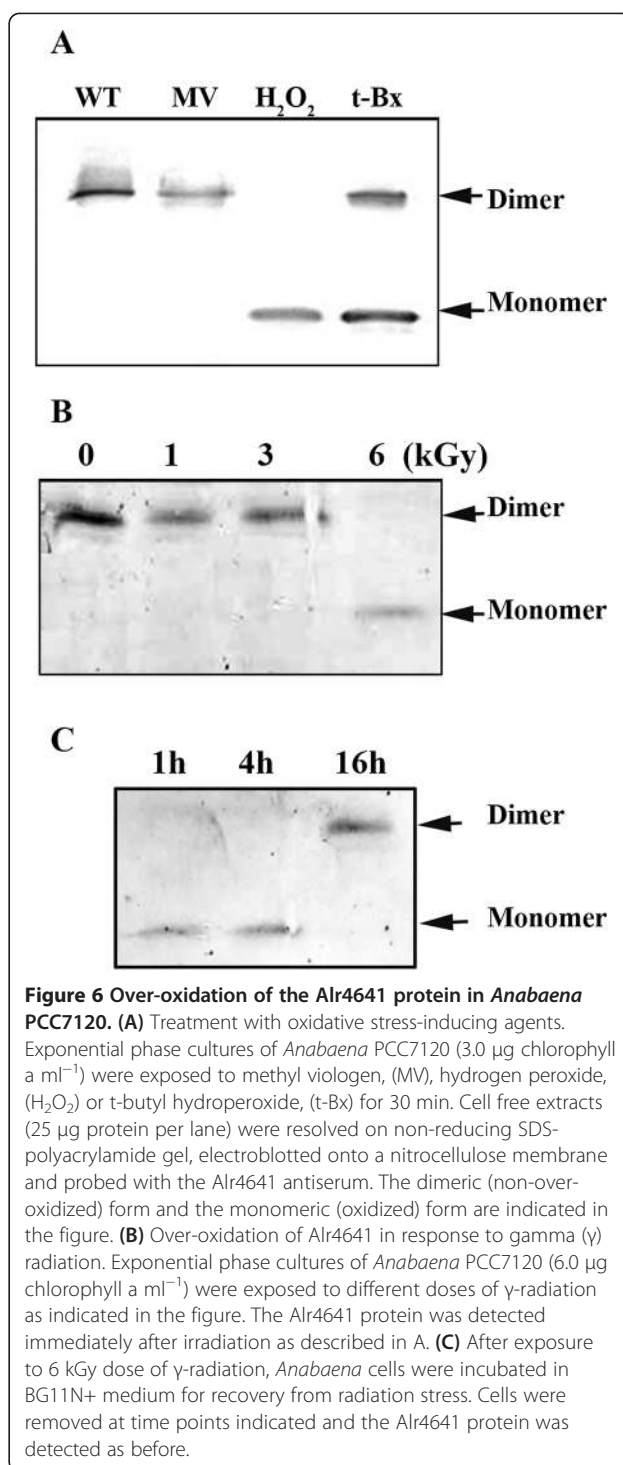 A
WT MV H₂O₂ t-Bx
Dimer
Monomer
B
0 1 3 6 (kGy)
Dimer
Monomer
C
1h 4h 16h
Dimer
Monomer
Figure 6 Over-oxidation of the Alr4641 protein in Anabaena
PCC7120. (A) Treatment with oxidative stress-inducing agents.
Exponential phase cultures of Anabaena PCC7120 (3.0 μg chlorophyll
a ml⁻¹) were exposed to methyl viologen, (MV), hydrogen peroxide,
(H₂O₂) or t-butyl hydroperoxide, (t-Bx) for 30 min. Cell free extracts
(25 μg protein per lane) were resolved on non-reducing SDS-
polyacrylamide gel, electroblotted onto a nitrocellulose membrane
and probed with the Alr4641 antiserum. The dimeric (non-over-
oxidized) form and the monomeric (oxidized) form are indicated in
the figure. (B) Over-oxidation of Alr4641 in response to gamma (γ)
radiation. Exponential phase cultures of Anabaena PCC7120 (6.0 μg
chlorophyll a ml⁻¹) were exposed to different doses of γ-radiation
as indicated in the figure. The Alr4641 protein was detected
immediately after irradiation as described in A. (C) After exposure
to 6 kGy dose of γ-radiation, Anabaena cells were incubated in
BG11N+ medium for recovery from radiation stress. Cells were
removed at time points indicated and the Alr4641 protein was
detected as before.